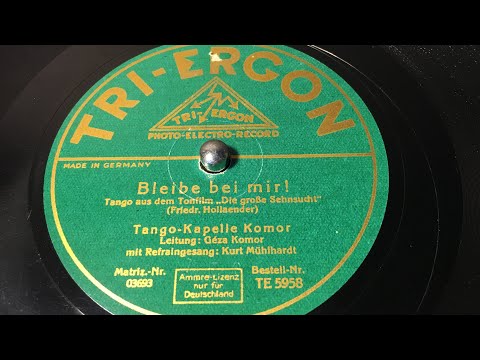 TRI-ERGON
TRI ERGON
PHOTO-ELECTRO-RECORD
MADE IN GERMANY
Bleibe bei mir!
Tango aus dem Tonfilm „Die große Sehnsucht"
(Friedr. Hollaender)
Tango-Kapelle Komor
Leitung: Géza Komor
mit Refraingesang: Kurt Mühlhardt
Matriz.-Nr.
03693
Ammre-Lizenz
nur für
Deutschland
Bestell-Nr.
TE 5958